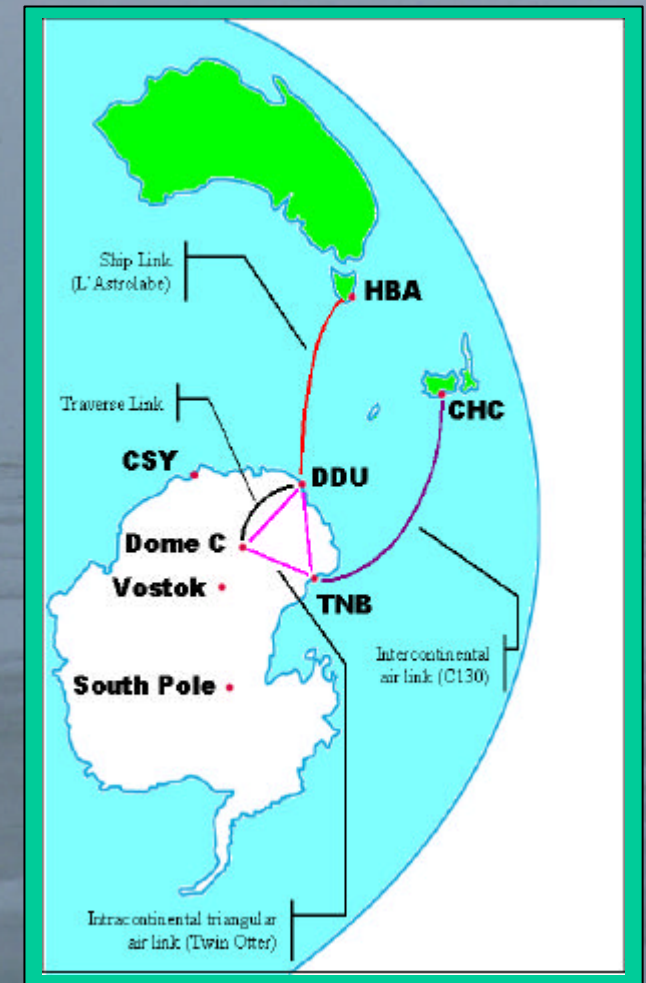 Ship Link
(L'Astrolabe)
HBA
Traverse Link
CHC
CSY
DDU
Dome C
Vostok
TNB
Intercontinental
air link (C130)
South Pole
Intracontinental triangular
air link (Twin Otter)